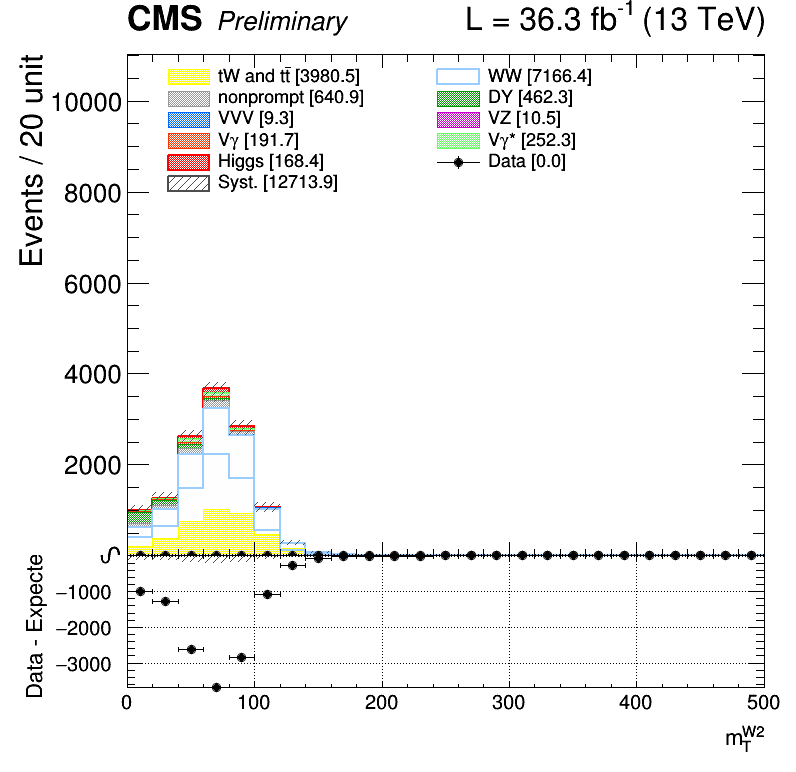 CMS Preliminary L = 36.3 fb⁻¹ (13 TeV)
Events / 20 unit
10000
8000
6000
4000
2000
tW and tt̄ [3980.5]
nonprompt [640.9]
VVV [9.3]
Vγ [191.7]
Higgs [168.4]
Syst. [12713.9]
WW [7166.4]
DY [462.3]
VZ [10.5]
Vγ* [252.3]
Data [0.0]
Data - Expecte
0
−1000
−2000
−3000
0 100 200 300 400 500
m_T^W2